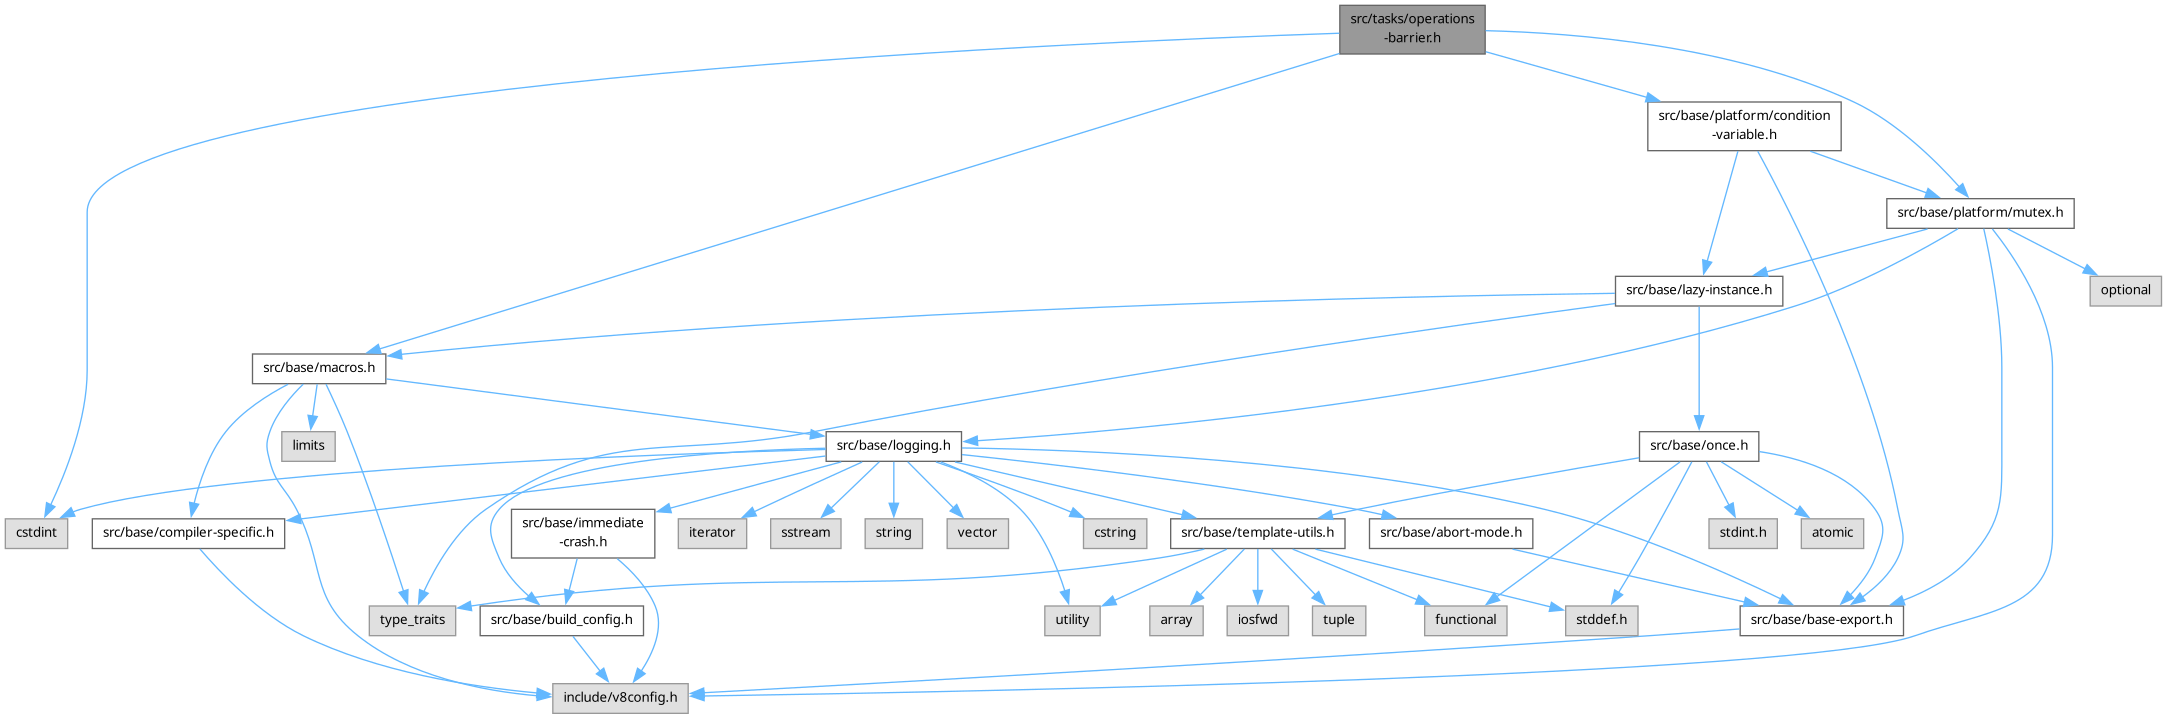 src/tasks/operations
-barrier.h
src/base/platform/condition
-variable.h
src/base/platform/mutex.h
src/base/lazy-instance.h
optional
src/base/macros.h
limits
src/base/logging.h
src/base/once.h
cstdint
src/base/compiler-specific.h
src/base/immediate
-crash.h
iterator
sstream
string
vector
cstring
src/base/template-utils.h
src/base/abort-mode.h
stdint.h
atomic
type_traits
src/base/build_config.h
utility
array
iosfwd
tuple
functional
stddef.h
src/base/base-export.h
include/v8config.h